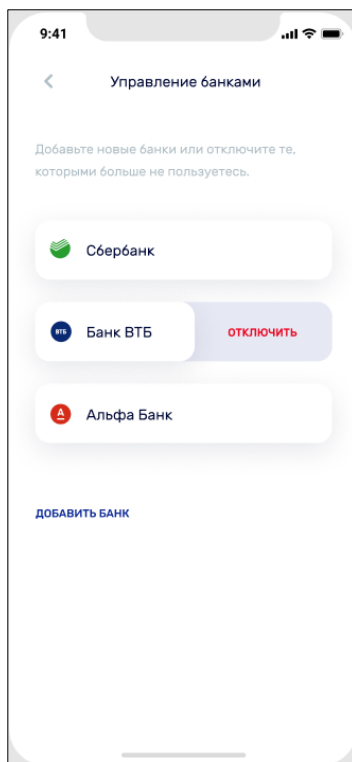 9:41
Управление банками
Добавьте новые банки или отключите те,
которыми больше не пользуетесь.
Сбербанк
ВТБ Банк ВТБ ОТКЛЮЧИТЬ
А Альфа Банк
ДОБАВИТЬ БАНК